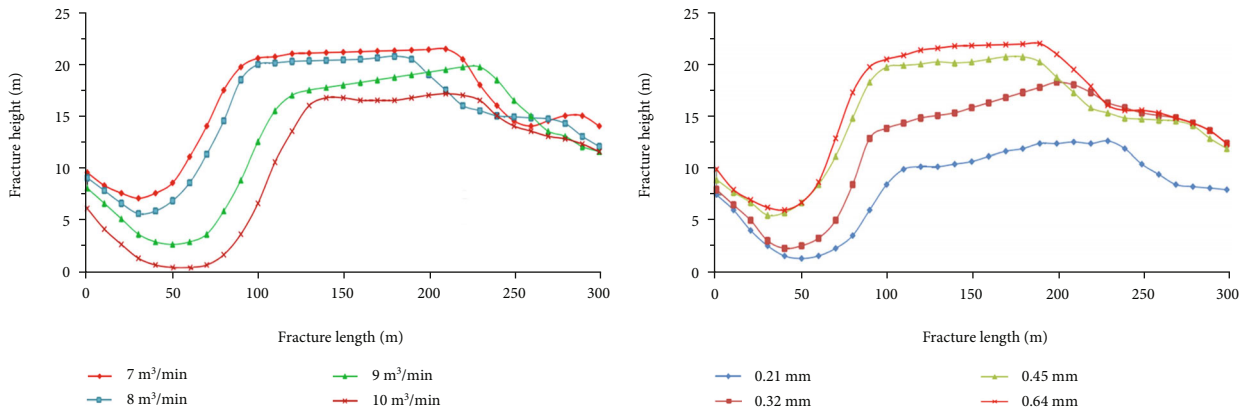 25
20
15
10
5
0
Fracture height (m)
0
50
100
150
200
250
300
Fracture length (m)
7 m³/min
9 m³/min
8 m³/min
10 m³/min
25
20
15
10
5
0
Fracture height (m)
0
50
100
150
200
250
300
Fracture length (m)
0.21 mm
0.45 mm
0.32 mm
0.64 mm